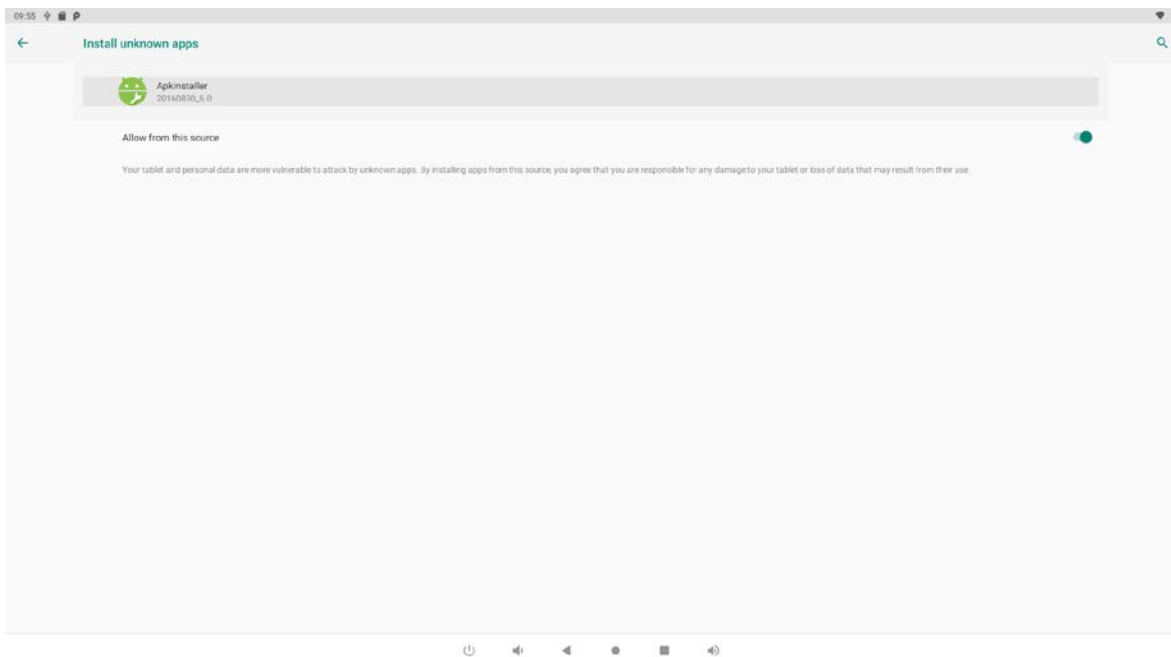 09:55
Install unknown apps
Apkinstaller
20160830_6.0
Allow from this source
Your tablet and personal data are more vulnerable to attack by unknown apps. By installing apps from this source, you agree that you are responsible for any damage to your tablet or loss of data that may result from their use.